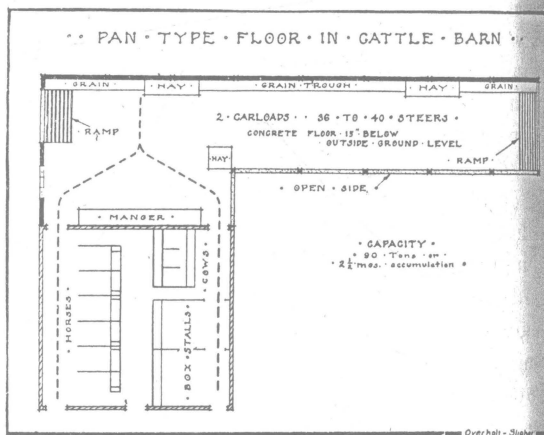 ·· PAN · TYPE · FLOOR · IN · CATTLE · BARN ··
· GRAIN ·
· HAY ·
· GRAIN · TROUGH ·
· HAY ·
GRAIN ·
· RAMP
2 · CARLOADS · · 36 · TO · 40 · STEERS ·
CONCRETE · FLOOR · 15" · BELOW
· OUTSIDE · GROUND · LEVEL
RAMP ·
HAY
· OPEN · SIDE ·
· MANGER ·
· CAPACITY ·
· 90 · Tons · or ·
· 2½ · mos. · accumulation ·
· HORSES ·
· COWS ·
· BOX · STALLS ·
Overholt -